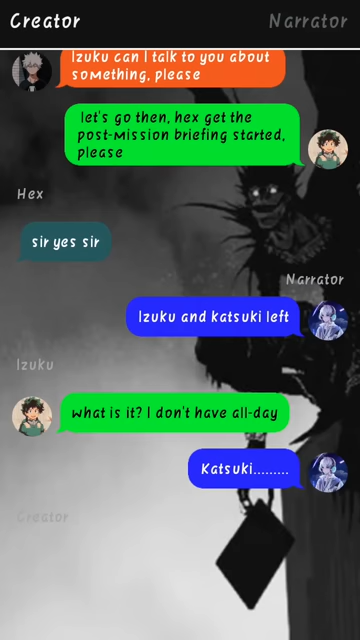 Creator
Narrator
Izuku can I talk to you about
something, please
let's go then, hex get the
post-mission briefing started,
please
Hex
sir yes sir
Narrator
Izuku and katsuki left
Izuku
what is it? I don't have all-day
Katsuki.........
Creator